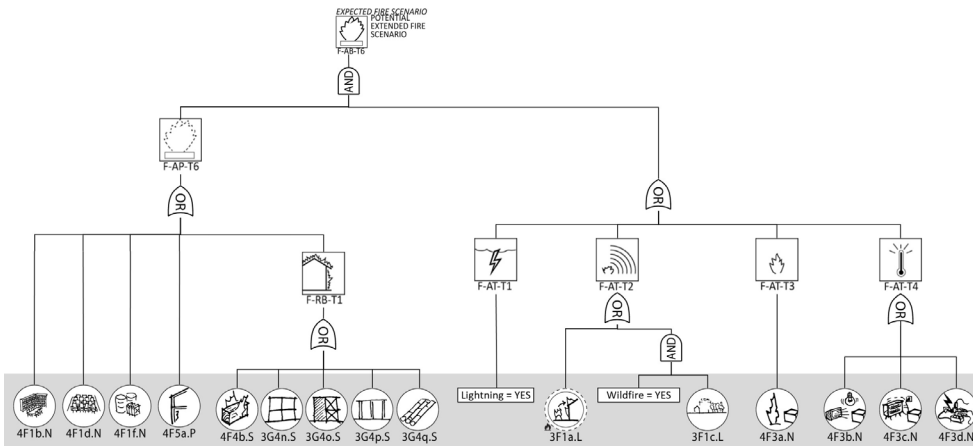 EXPECTED FIRE SCENARIO
POTENTIAL
EXTENDED FIRE
SCENARIO
F-AB-T6
AND
F-AP-T6
OR
OR
F-RB-T1
F-AT-T1
F-AT-T2
F-AT-T3
F-AT-T4
OR
OR
OR
AND
Lightning = YES
Wildfire = YES
4F1b.N
4F1d.N
4F1f.N
4F5a.P
4F4b.S
3G4n.S
3G4o.S
3G4p.S
3G4q.S
3F1a.L
3F1c.L
4F3a.N
4F3b.N
4F3c.N
4F3d.N